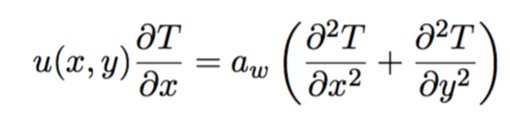 u(x, y) ∂T/∂x = a_w ( ∂²T/∂x² + ∂²T/∂y² )